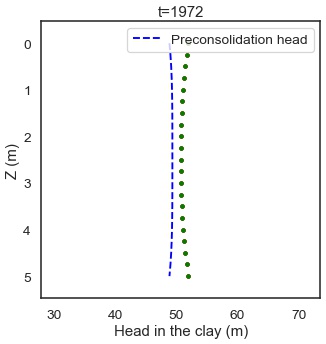 t=1972
Preconsolidation head
0
1
2
3
4
5
Z (m)
30 40 50 60 70
Head in the clay (m)